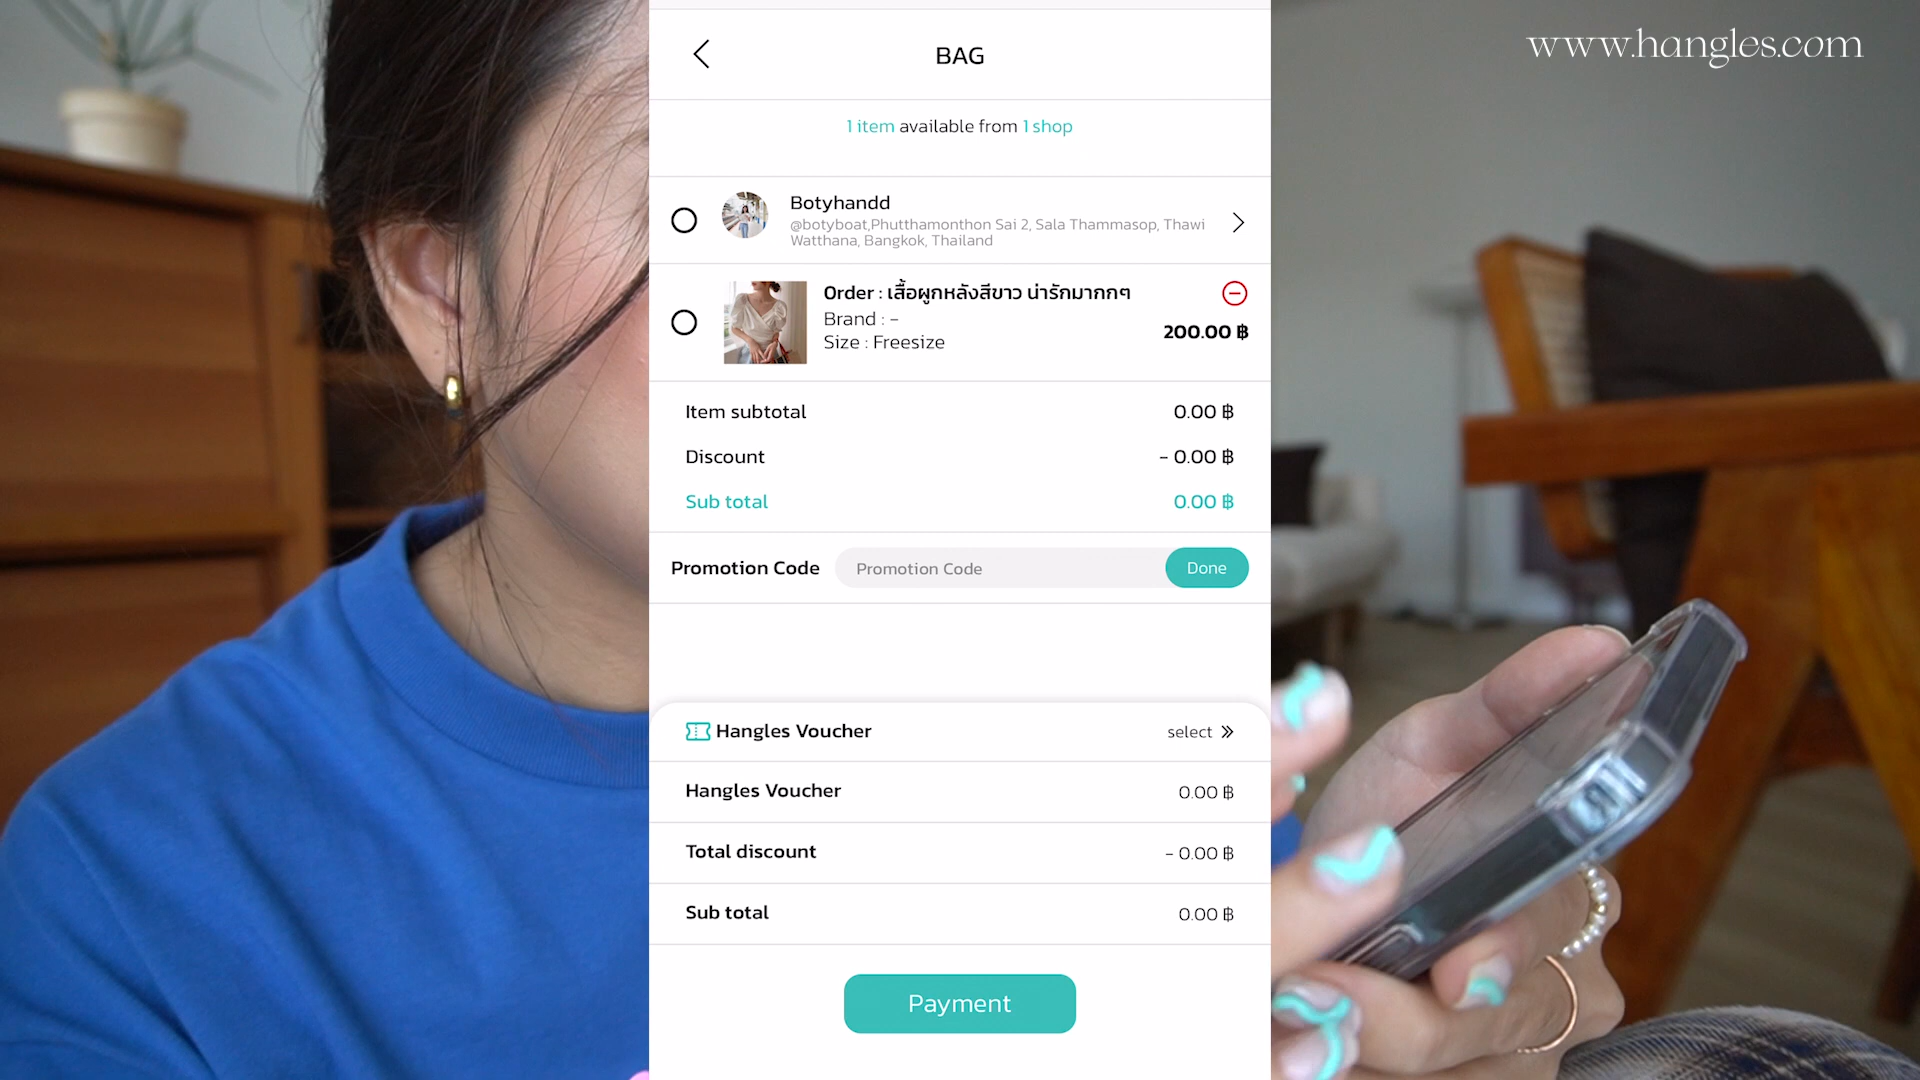 www.hangles.com
BAG
1 item available from 1 shop
Botyhandd
@botyboat,Phutthamonthon Sai 2, Sala Thammasop, Thawi
Watthana, Bangkok, Thailand
Order : เสื้อผูกหลังสีขาว น่ารักมากกๆ
Brand : -
200.00 ฿
Size : Freesize
Item subtotal 0.00 ฿
Discount - 0.00 ฿
Sub total 0.00 ฿
Promotion Code Promotion Code Done
Hangles Voucher select
Hangles Voucher 0.00 ฿
Total discount - 0.00 ฿
Sub total 0.00 ฿
Payment